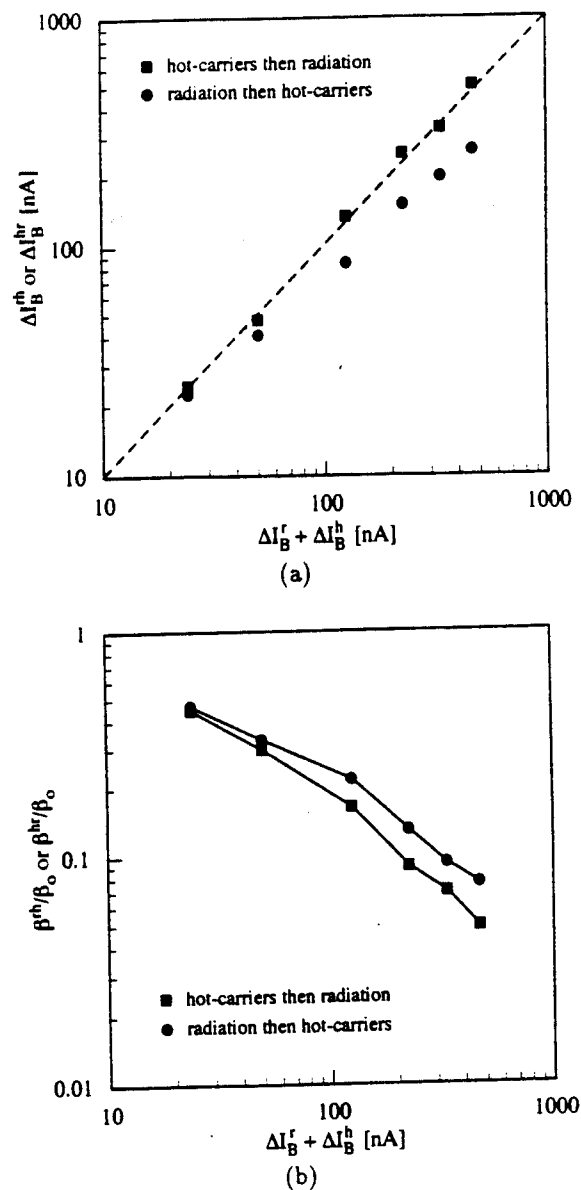 1000
■ hot-carriers then radiation
● radiation then hot-carriers
ΔI_B^rh or ΔI_B^hr [nA]
100
10
10 100 1000
ΔI_B^r + ΔI_B^h [nA]
(a)
1
β^rh/β_o or β^hr/β_o
0.1
■ hot-carriers then radiation
● radiation then hot-carriers
0.01
10 100 1000
ΔI_B^r + ΔI_B^h [nA]
(b)